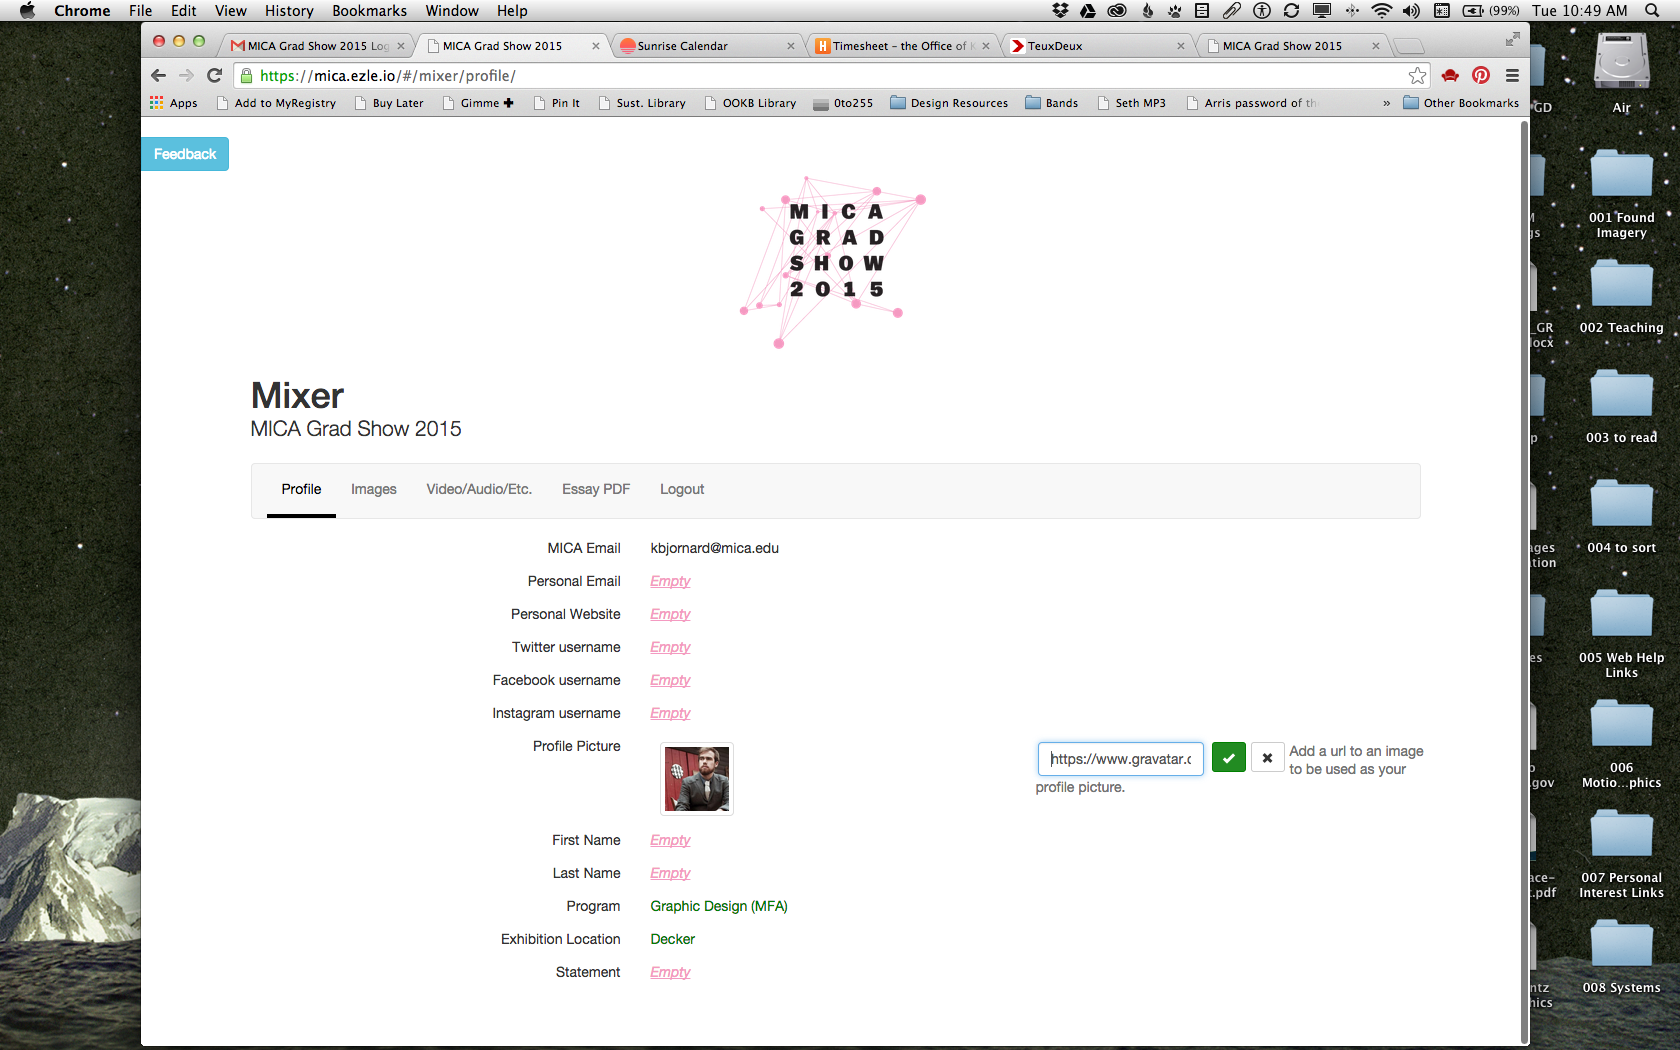 Chrome File Edit View History Bookmarks Window Help (99%) Tue 10:49 AM
MICA Grad Show 2015 Log MICA Grad Show 2015 Sunrise Calendar Timesheet – the Office of TeuxDeux MICA Grad Show 2015
https://mica.ezle.io/#/mixer/profile/
Apps Add to MyRegistry Buy Later Gimme ✚ Pin It Sust. Library OOKB Library 0to255 Design Resources Bands Seth MP3 Arris password of th » Other Bookmarks
Feedback
MICA
GRAD
SHOW
2015
Mixer
MICA Grad Show 2015
Profile Images Video/Audio/Etc. Essay PDF Logout
MICA Email kbjornard@mica.edu
Personal Email Empty
Personal Website Empty
Twitter username Empty
Facebook username Empty
Instagram username Empty
Profile Picture https://www.gravatar.c Add a url to an image
to be used as your
profile picture.
First Name Empty
Last Name Empty
Program Graphic Design (MFA)
Exhibition Location Decker
Statement Empty
GD
Air
001 Found
Imagery
_GR
002 Teaching
003 to read
004 to sort
005 Web Help
Links
006
Motio...phics
.gov
007 Personal
Interest Links
.pdf
008 Systems